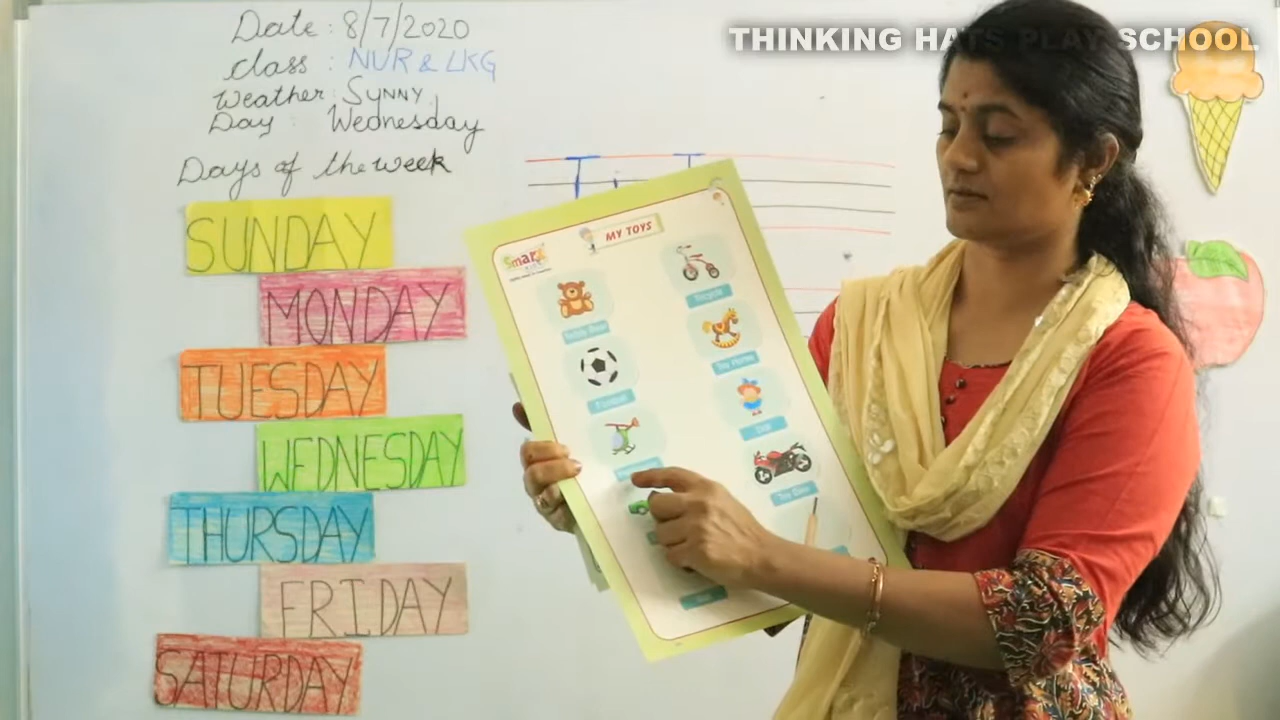 THINKING HATS PLAY SCHOOL
Date : 8/7/2020
class : NUR & LKG
Weather : SUNNY
Day : Wednesday
Days of the week
SUNDAY
MONDAY
TUESDAY
WEDNESDAY
THURSDAY
FRIDAY
SATURDAY
T T
MY TOYS
Smart
Teddy Bear
Football
Tricycle
Toy Horse
Doll
Toy Bike